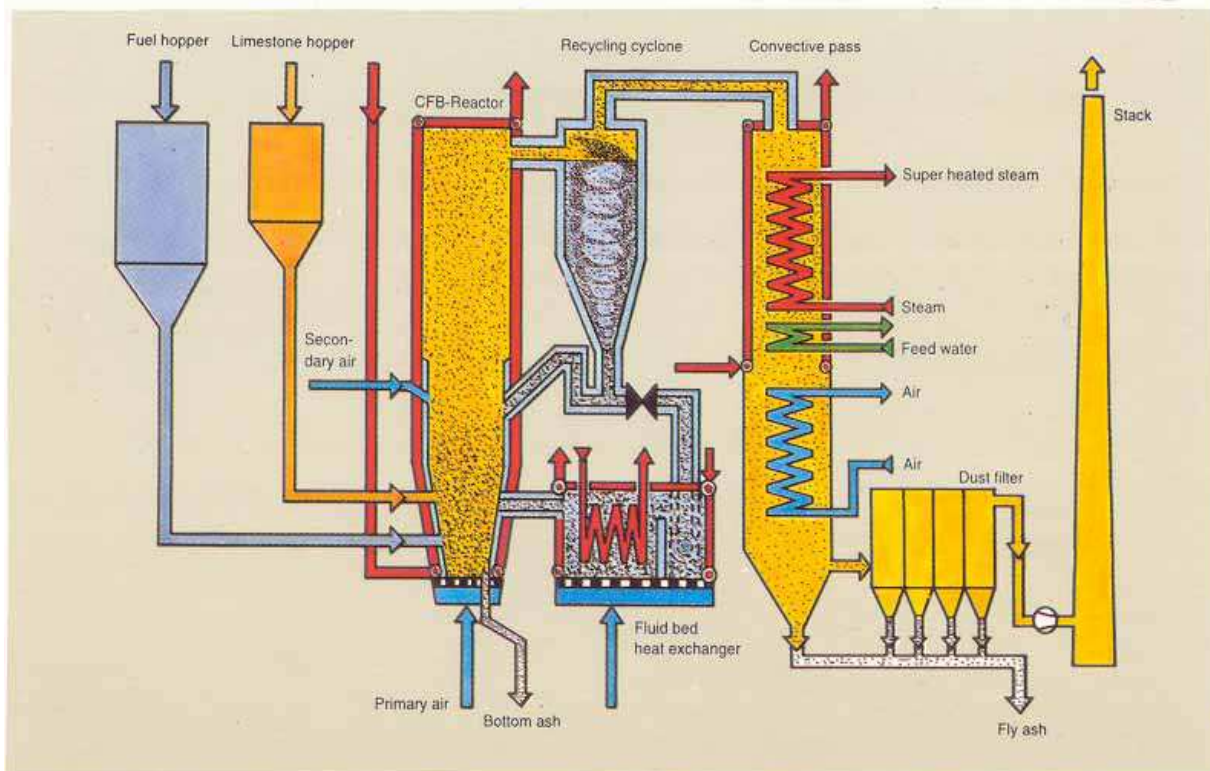 Fuel hopper
Limestone hopper
Recycling cyclone
Convective pass
CFB-Reactor
Stack
Super heated steam
Steam
Feed water
Secon-
dary air
Air
Air
Dust filter
Fluid bed
heat exchanger
Primary air
Bottom ash
Fly ash